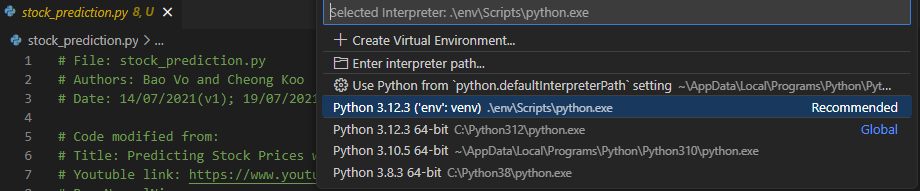 stock_prediction.py 8, U
stock_prediction.py > ...
1 # File: stock_prediction.py
2 # Authors: Bao Vo and Cheong Koo
3 # Date: 14/07/2021(v1); 19/07/2021
4
5 # Code modified from:
6 # Title: Predicting Stock Prices w
7 # Youtuble link: https://www.youtu
Selected Interpreter: .\env\Scripts\python.exe
+ Create Virtual Environment...
Enter interpreter path...
Use Python from `python.defaultInterpreterPath` setting ~\AppData\Local\Programs\Python\Pyt...
Python 3.12.3 ('env': venv) .\env\Scripts\python.exe Recommended
Python 3.12.3 64-bit C:\Python312\python.exe Global
Python 3.10.5 64-bit ~\AppData\Local\Programs\Python\Python310\python.exe
Python 3.8.3 64-bit C:\Python38\python.exe